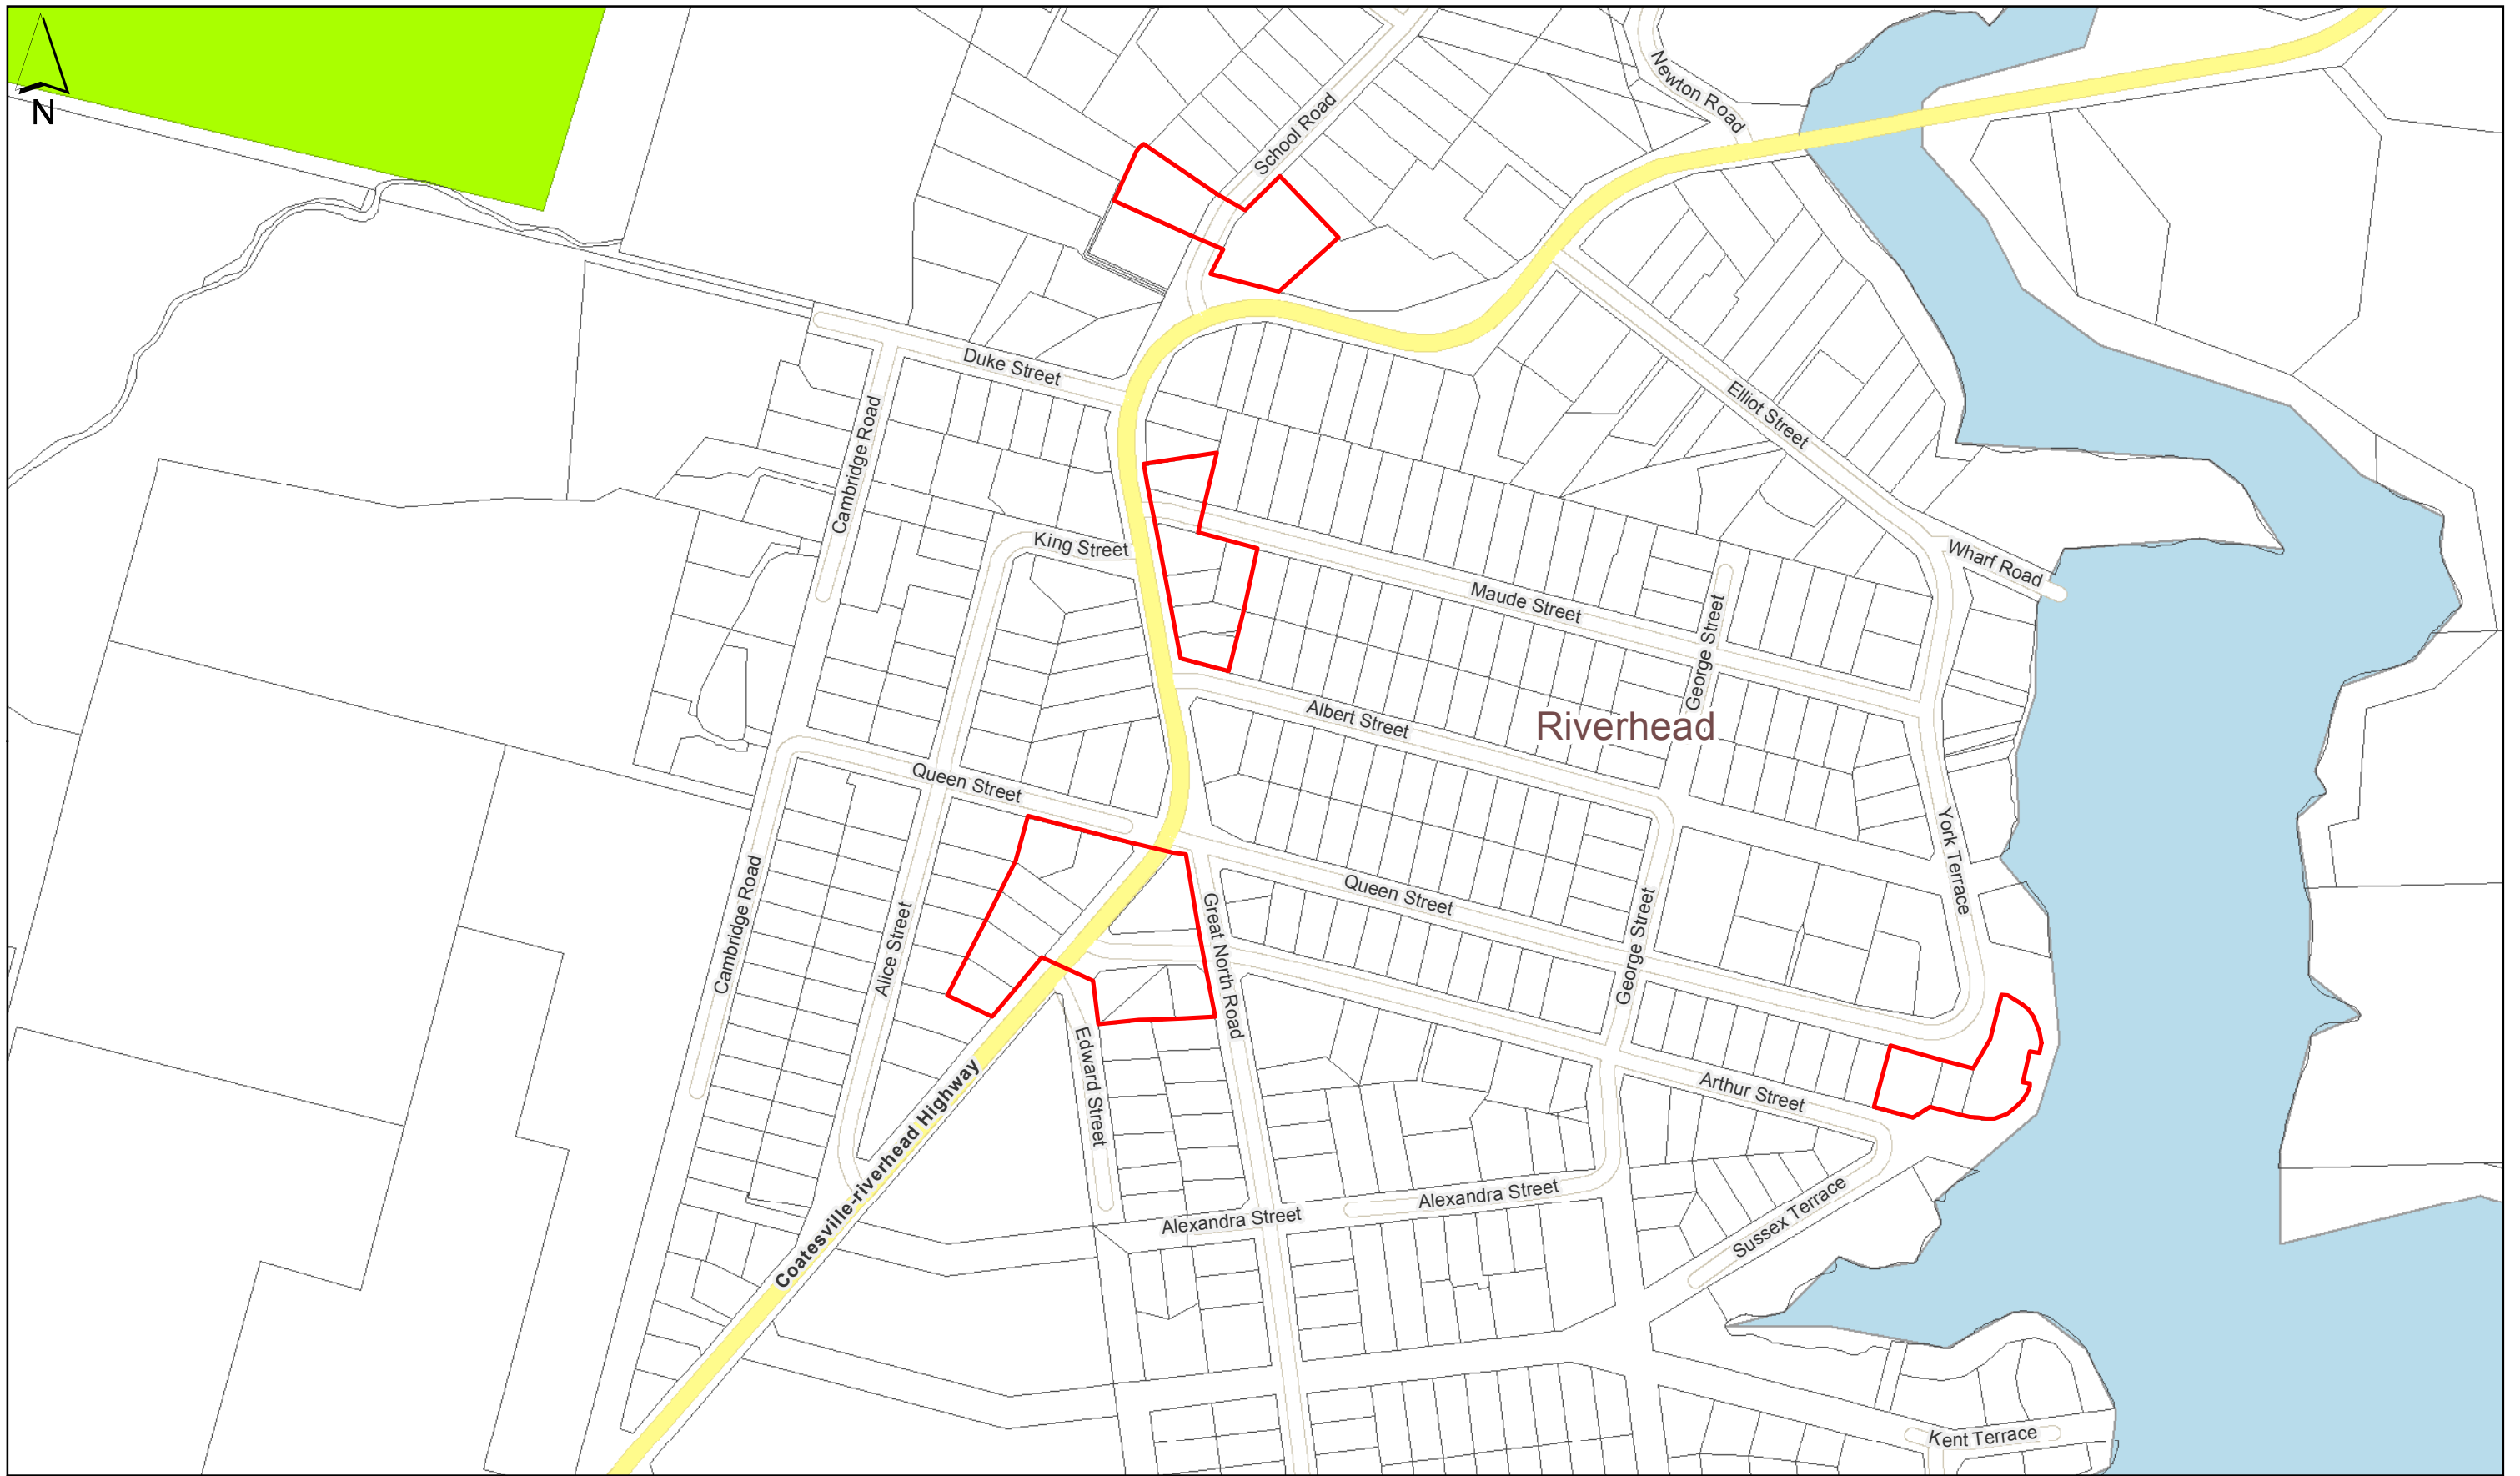 N
Newton Road
School Road
Duke Street
Elliot Street
Cambridge Road
King Street
Wharf Road
Maude Street
George Street
Albert Street
Riverhead
Queen Street
York Terrace
Queen Street
Cambridge Road
Alice Street
Great North Road
George Street
Edward Street
Arthur Street
Coatesville-riverhead Highway
Alexandra Street
Alexandra Street
Sussex Terrace
Kent Terrace